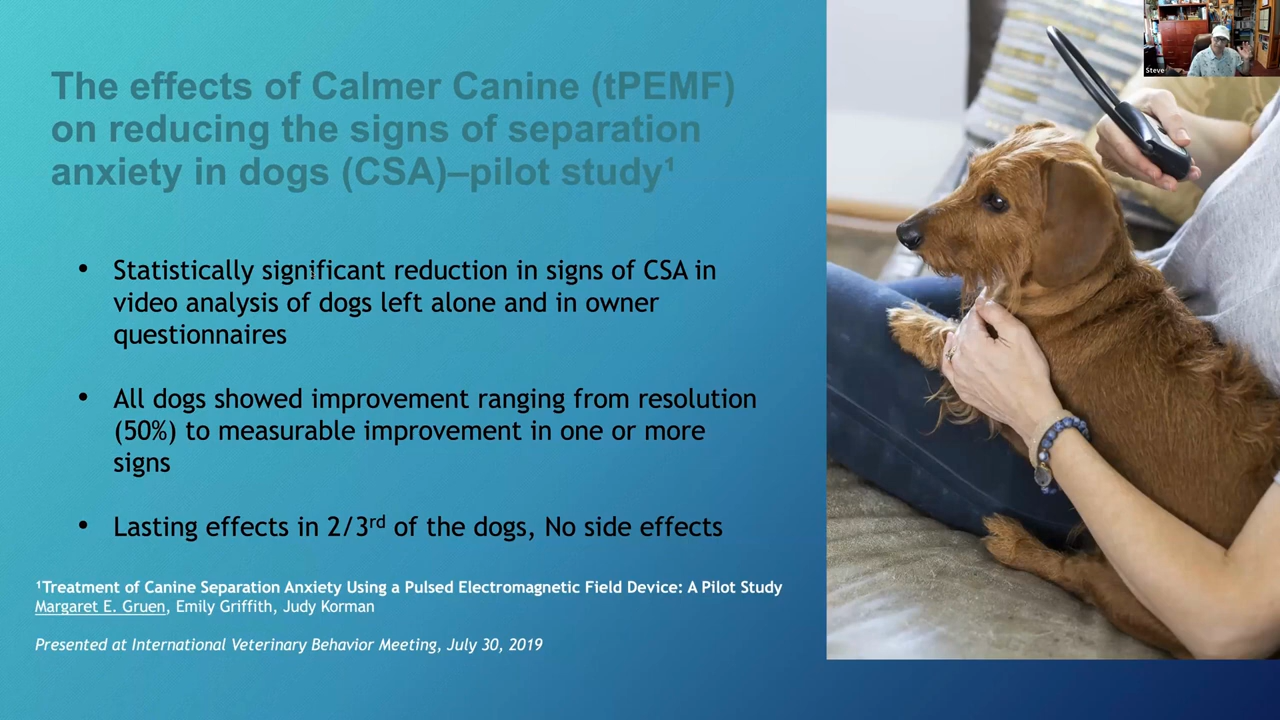 The effects of Calmer Canine (tPEMF)
on reducing the signs of separation
anxiety in dogs (CSA)–pilot study¹
• Statistically significant reduction in signs of CSA in
video analysis of dogs left alone and in owner
questionnaires
• All dogs showed improvement ranging from resolution
(50%) to measurable improvement in one or more
signs
• Lasting effects in 2/3rd of the dogs, No side effects
¹Treatment of Canine Separation Anxiety Using a Pulsed Electromagnetic Field Device: A Pilot Study
Margaret E. Gruen, Emily Griffith, Judy Korman
Presented at International Veterinary Behavior Meeting, July 30, 2019
Steve